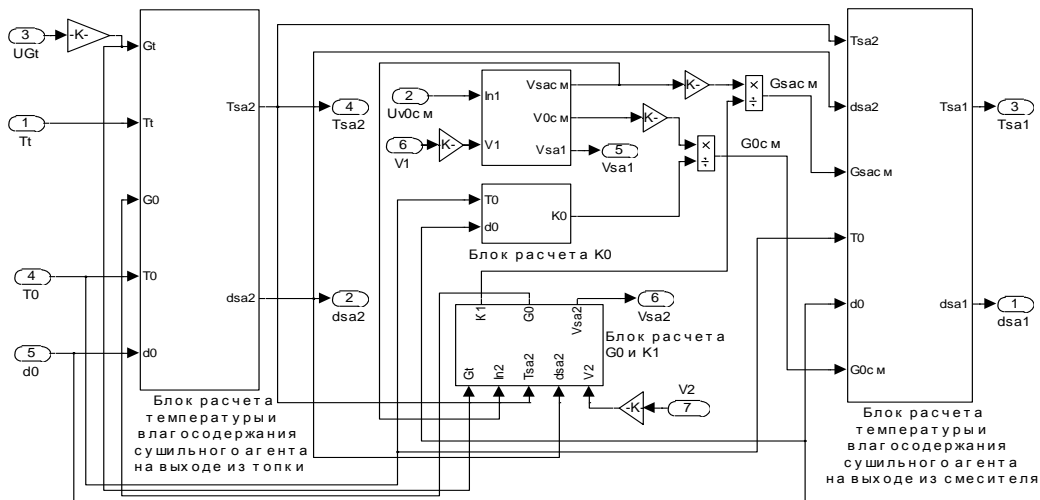 3
UGt
-K-
Gt
1
Tt
Tt
G0
4
T0
T0
5
d0
d0
Tsa2
dsa2
Блок расчета
температуры и
влагосодержания
сушильного агента
на выходе из топки
4
Tsa2
2
dsa2
2
Uv0см
6
V1
K-
In1
V1
Vsaсм
V0см
Vsa1
K-
K-
5
Vsa1
×
÷
Gsaсм
×
÷
G0см
T0
d0
K0
Блок расчета K0
K1
G0
Vsa2
Gt
In2
Tsa2
dsa2
V2
6
Vsa2
Блок расчета
G0 и K1
-K-
V2
7
Tsa2
dsa2
Gsaсм
T0
d0
G0см
Tsa1
dsa1
3
Tsa1
1
dsa1
Блок расчета
температуры и
влагосодержания
сушильного агента
на выходе из смесителя